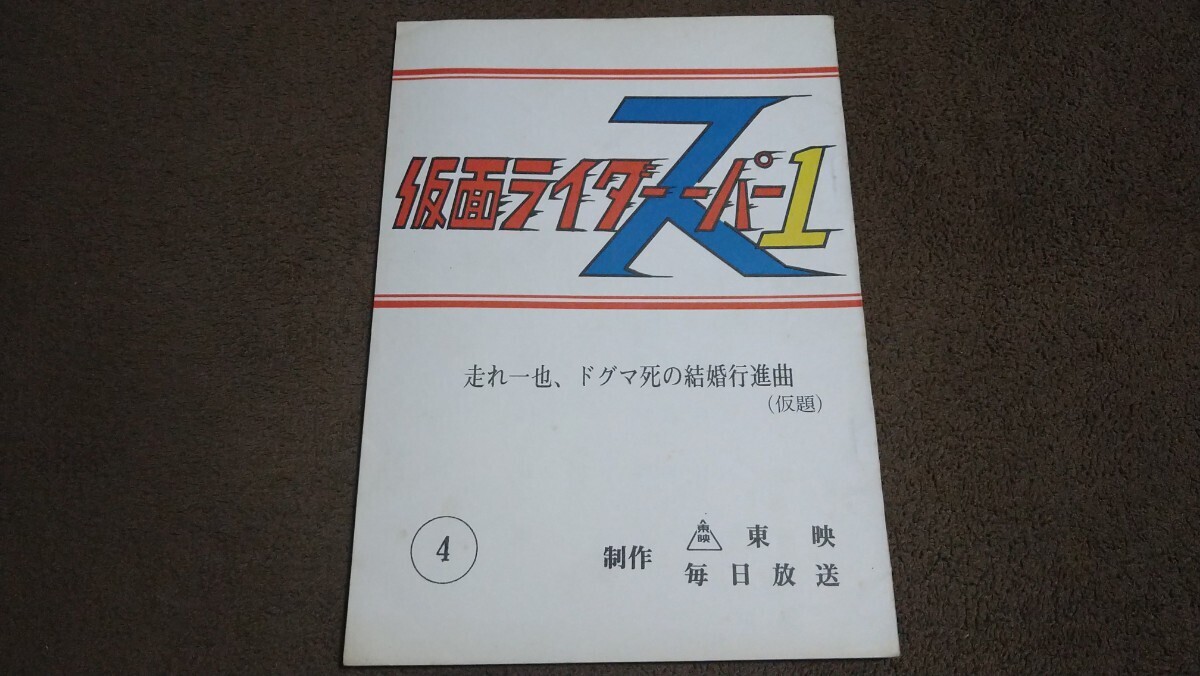 仮面ライダースーパー1
走れ一也、ドグマ死の結婚行進曲
(仮題)
4
制作
東映 東映
毎日放送